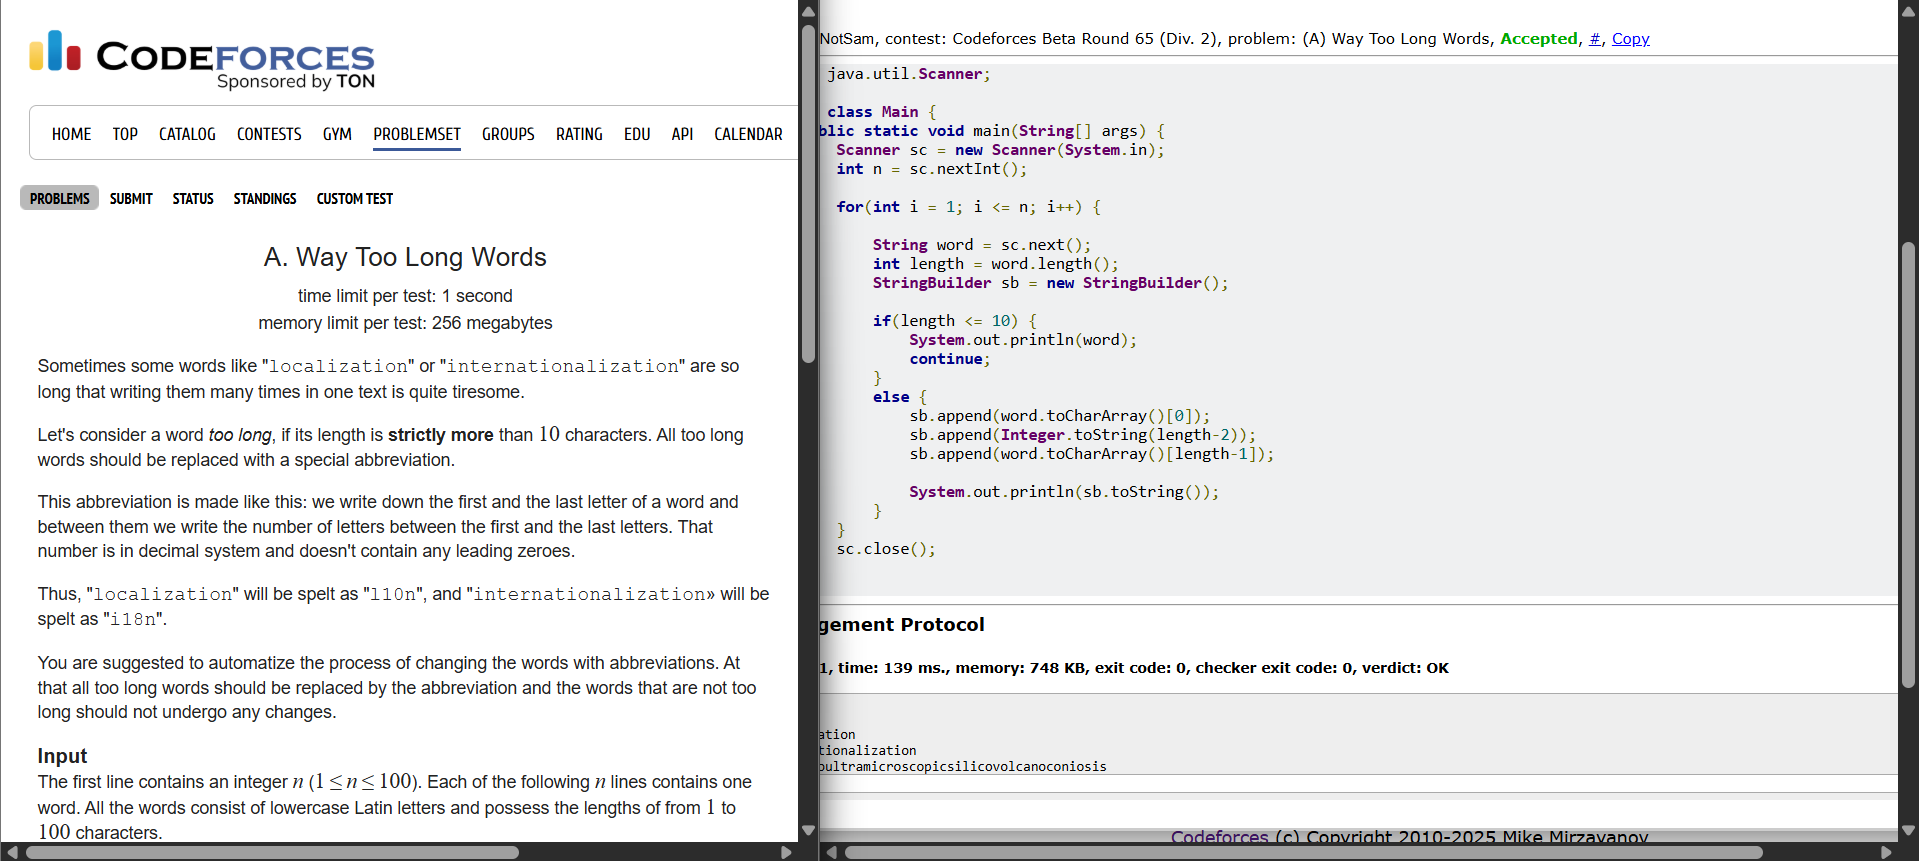 CODEFORCES
Sponsored by TON
HOME TOP CATALOG CONTESTS GYM PROBLEMSET GROUPS RATING EDU API CALENDAR
PROBLEMS SUBMIT STATUS STANDINGS CUSTOM TEST
A. Way Too Long Words
time limit per test: 1 second
memory limit per test: 256 megabytes
Sometimes some words like "localization" or "internationalization" are so
long that writing them many times in one text is quite tiresome.
Let's consider a word too long, if its length is strictly more than 10 characters. All too long
words should be replaced with a special abbreviation.
This abbreviation is made like this: we write down the first and the last letter of a word and
between them we write the number of letters between the first and the last letters. That
number is in decimal system and doesn't contain any leading zeroes.
Thus, "localization" will be spelt as "l10n", and "internationalization» will be
spelt as "i18n".
You are suggested to automatize the process of changing the words with abbreviations. At
that all too long words should be replaced by the abbreviation and the words that are not too
long should not undergo any changes.
Input
The first line contains an integer n (1 ≤ n ≤ 100). Each of the following n lines contains one
word. All the words consist of lowercase Latin letters and possess the lengths of from 1 to
100 characters.
NotSam, contest: Codeforces Beta Round 65 (Div. 2), problem: (A) Way Too Long Words, Accepted, #, Copy
java.util.Scanner;
class Main {
blic static void main(String[] args) {
Scanner sc = new Scanner(System.in);
int n = sc.nextInt();
for(int i = 1; i <= n; i++) {
String word = sc.next();
int length = word.length();
StringBuilder sb = new StringBuilder();
if(length <= 10) {
System.out.println(word);
continue;
}
else {
sb.append(word.toCharArray()[0]);
sb.append(Integer.toString(length-2));
sb.append(word.toCharArray()[length-1]);
System.out.println(sb.toString());
}
}
sc.close();
gement Protocol
1, time: 139 ms., memory: 748 KB, exit code: 0, checker exit code: 0, verdict: OK
ation
tionalization
oultramicroscopicsilicovolcanoconiosis
Codeforces (c) Copyright 2010-2025 Mike Mirzayanov